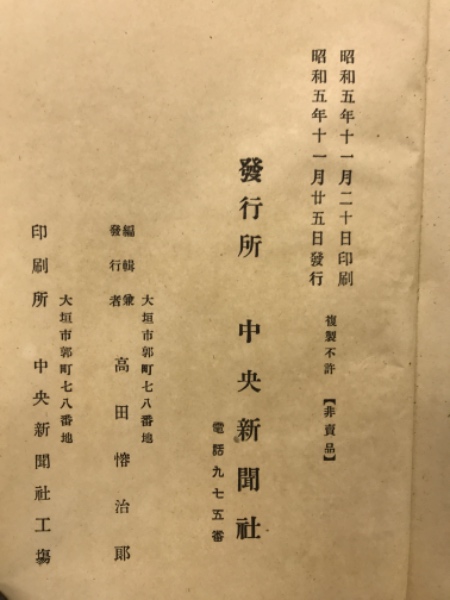 昭和五年十一月二十日印刷
昭和五年十一月廿五日發行
複製不許 【非賣品】
發行所 中央新聞社
電話九七五番
大垣市郭町七八番地
編輯兼
發行者 高田愹治郞
大垣市郭町七八番地
印刷所 中央新聞社工塲